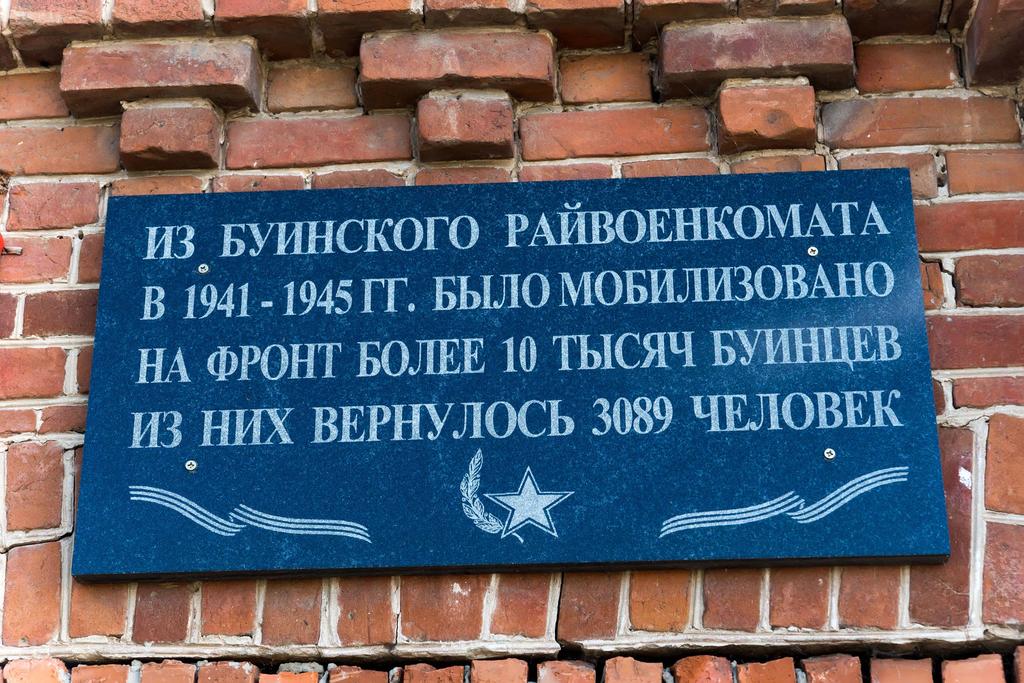 ИЗ БУИНСКОГО РАЙВОЕНКОМАТА
В 1941 - 1945 ГГ. БЫЛО МОБИЛИЗОВАНО
НА ФРОНТ БОЛЕЕ 10 ТЫСЯЧ БУИНЦЕВ
ИЗ НИХ ВЕРНУЛОСЬ 3089 ЧЕЛОВЕК